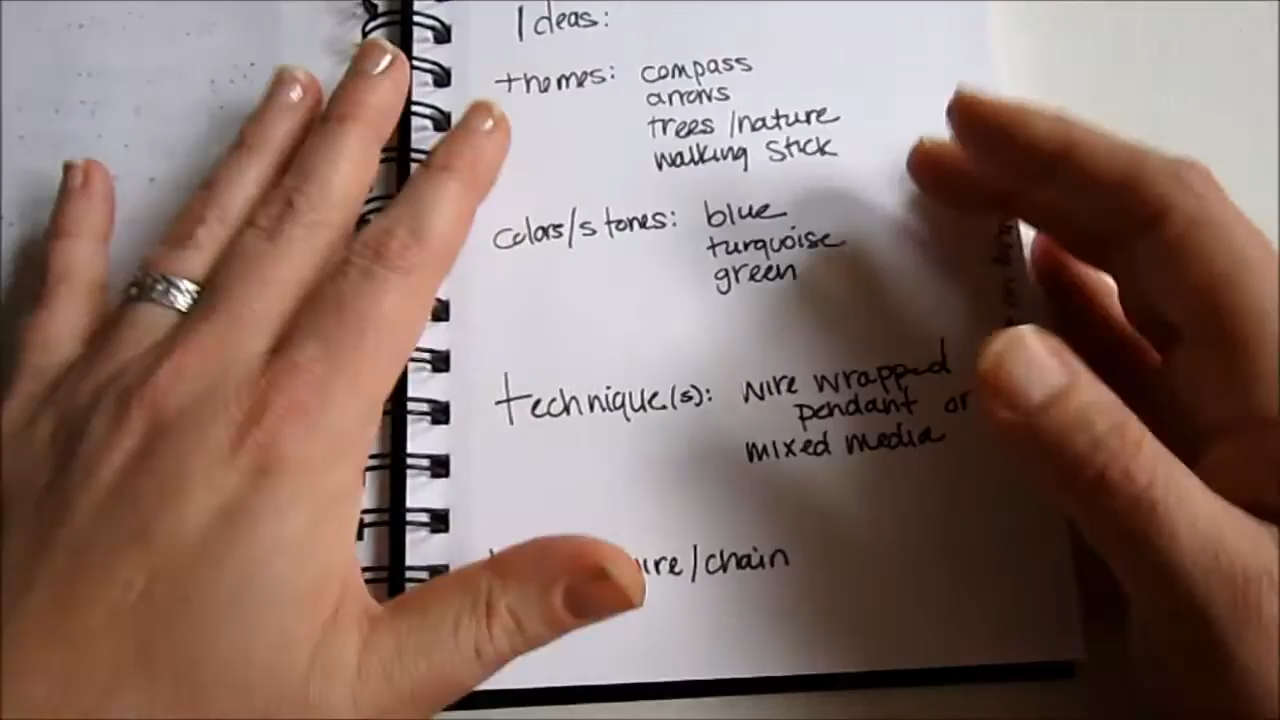 Ideas:
themes: compass
arrows
trees/nature
walking stick
colors/stones: blue
turquoise
green
technique(s): wire wrapped
pendant or
mixed media
/chain